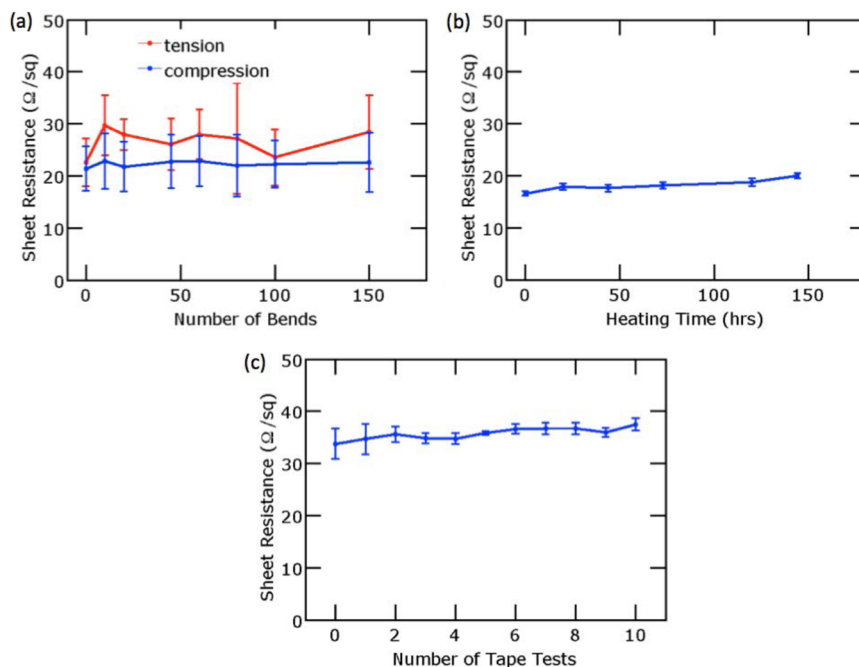 (a)
50
40
30
20
10
0
Sheet Resistance (Ω/sq)
tension
compression
0 50 100 150
Number of Bends
(b)
50
40
30
20
10
0
Sheet Resistance (Ω/sq)
0 50 100 150
Heating Time (hrs)
(c)
50
40
30
20
10
0
Sheet Resistance (Ω/sq)
0 2 4 6 8 10
Number of Tape Tests